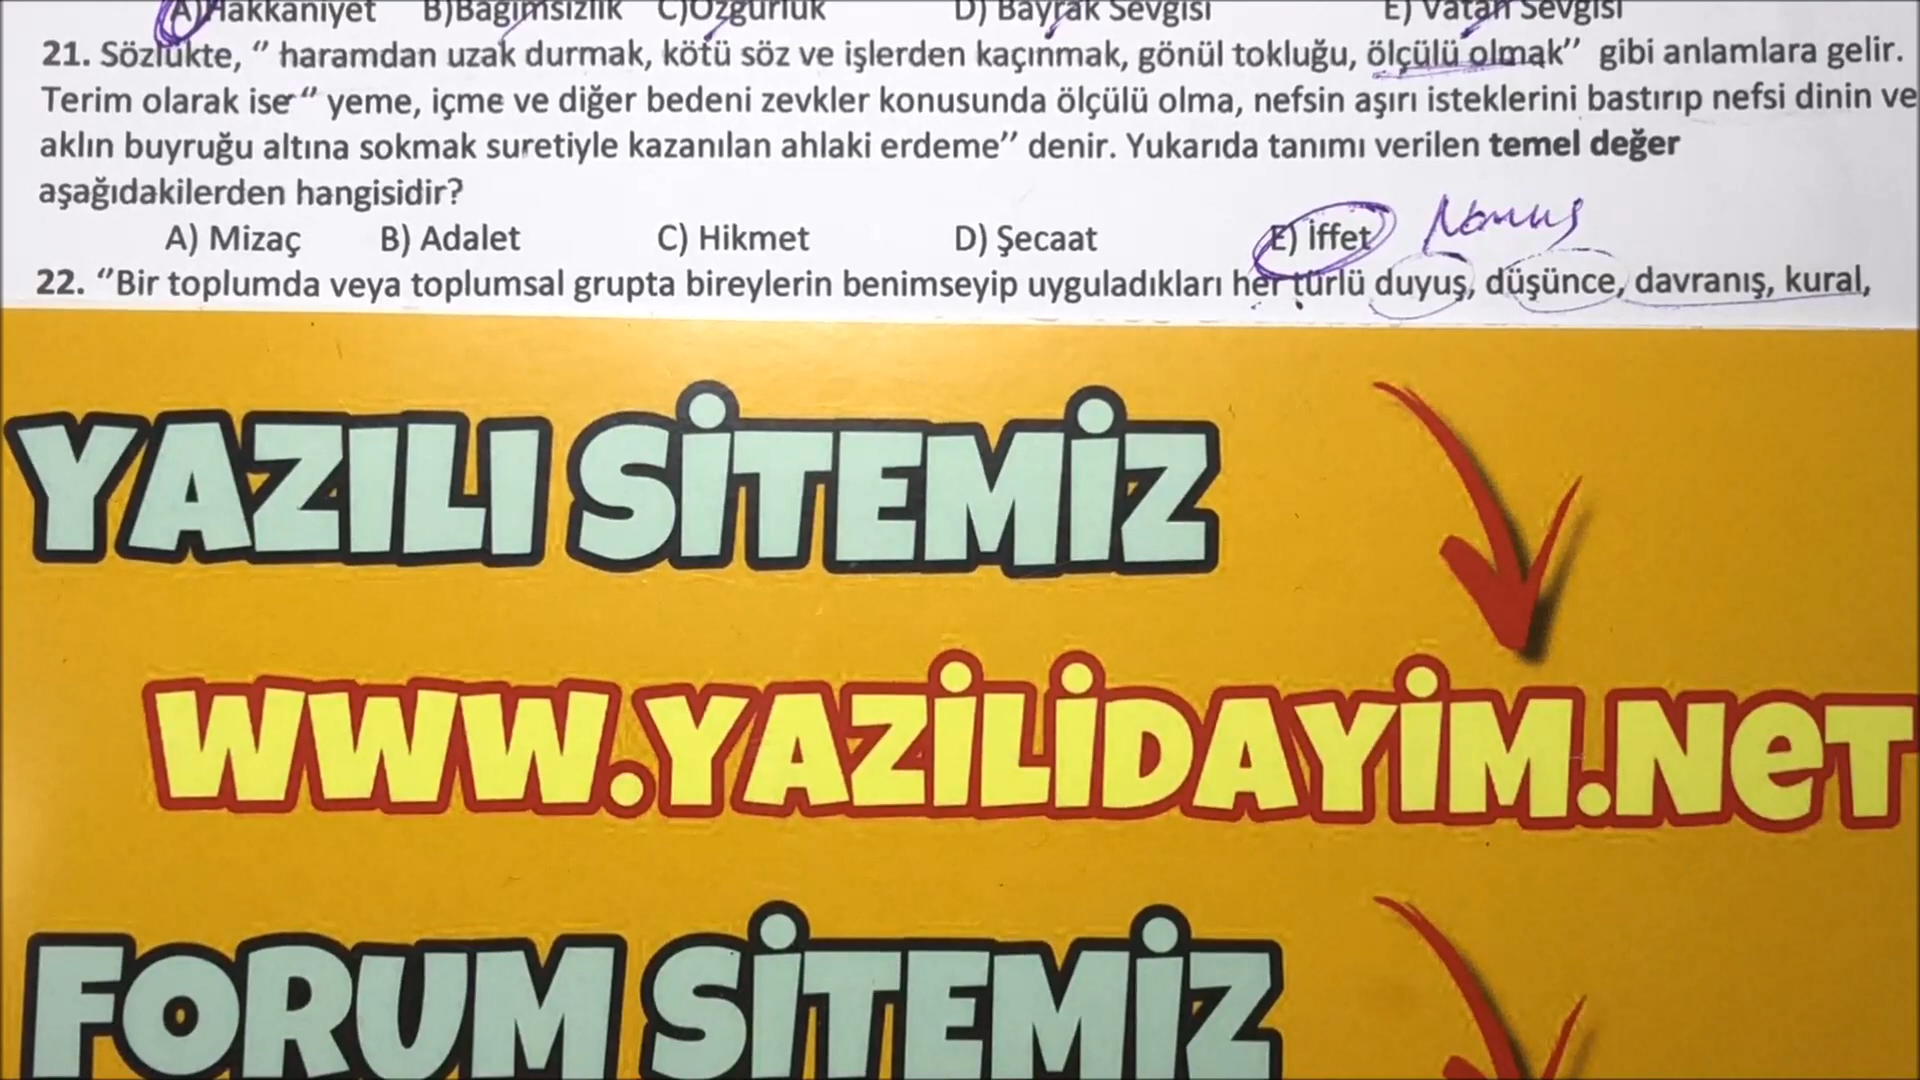 A) Hakkaniyet B)Bağımsızlık C)Özgürlük D) Bayrak Sevgisi E) Vatan Sevgisi
21. Sözlükte, “ haramdan uzak durmak, kötü söz ve işlerden kaçınmak, gönül tokluğu, ölçülü olmak” gibi anlamlara gelir.
Terim olarak ise “ yeme, içme ve diğer bedeni zevkler konusunda ölçülü olma, nefsin aşırı isteklerini bastırıp nefsi dinin ve
aklın buyruğu altına sokmak suretiyle kazanılan ahlaki erdeme” denir. Yukarıda tanımı verilen temel değer
aşağıdakilerden hangisidir?
A) Mizaç B) Adalet C) Hikmet D) Şecaat E) İffet Namus
22. “Bir toplumda veya toplumsal grupta bireylerin benimseyip uyguladıkları her türlü duyuş, düşünce, davranış, kural,
YAZILI SİTEMİZ
WWW.YAZİLİDAYİM.NeT
FORUM SİTEMİZ